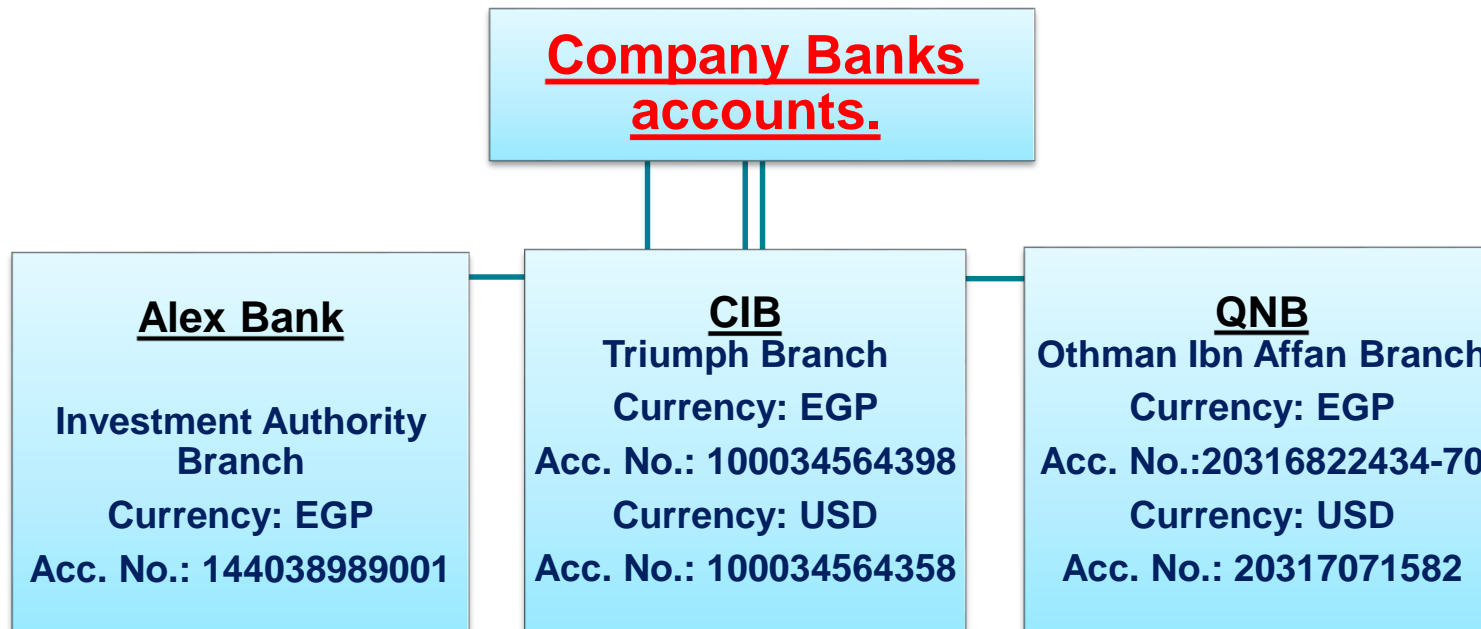 Company Banks
accounts.
Alex Bank
Investment Authority
Branch
Currency: EGP
Acc. No.: 144038989001
CIB
Triumph Branch
Currency: EGP
Acc. No.: 100034564398
Currency: USD
Acc. No.: 100034564358
QNB
Othman Ibn Affan Branch
Currency: EGP
Acc. No.:20316822434-70
Currency: USD
Acc. No.: 20317071582